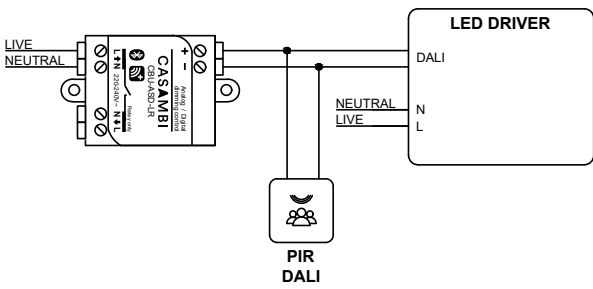 LIVE
NEUTRAL
L N
220-240V~
N L
Relay only
CASAMBI
CBU-ASD-LR
Analog / Digital
dimming control
+
-
LED DRIVER
DALI
NEUTRAL
N
LIVE
L
PIR
DALI